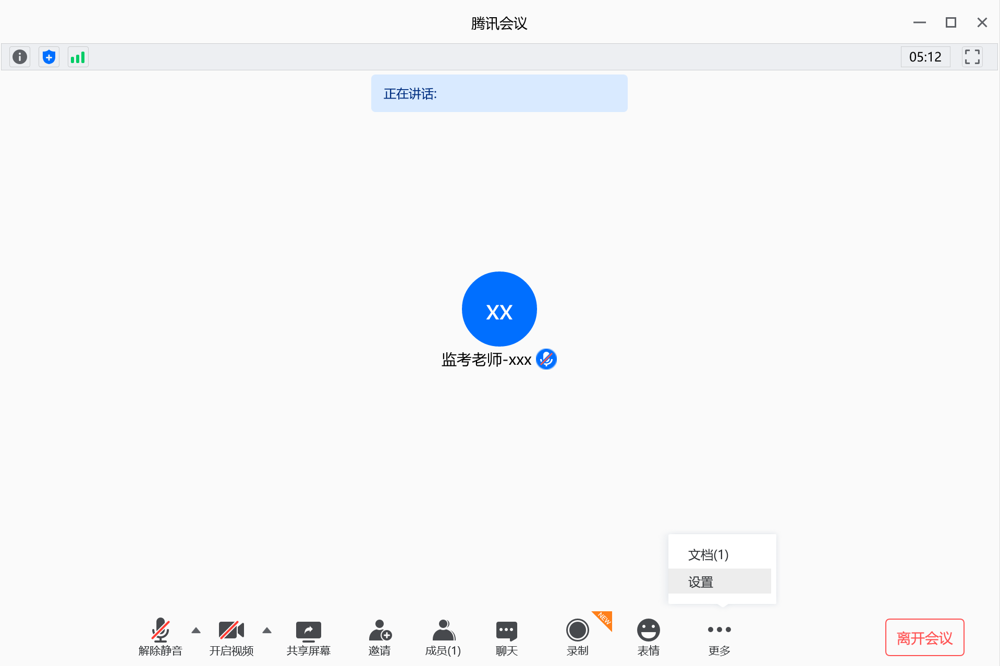 腾讯会议
05:12
正在讲话:
xx
监考老师-xxx
文档(1)
设置
NEW
解除静音
开启视频
共享屏幕
邀请
成员(1)
聊天
录制
表情
更多
离开会议